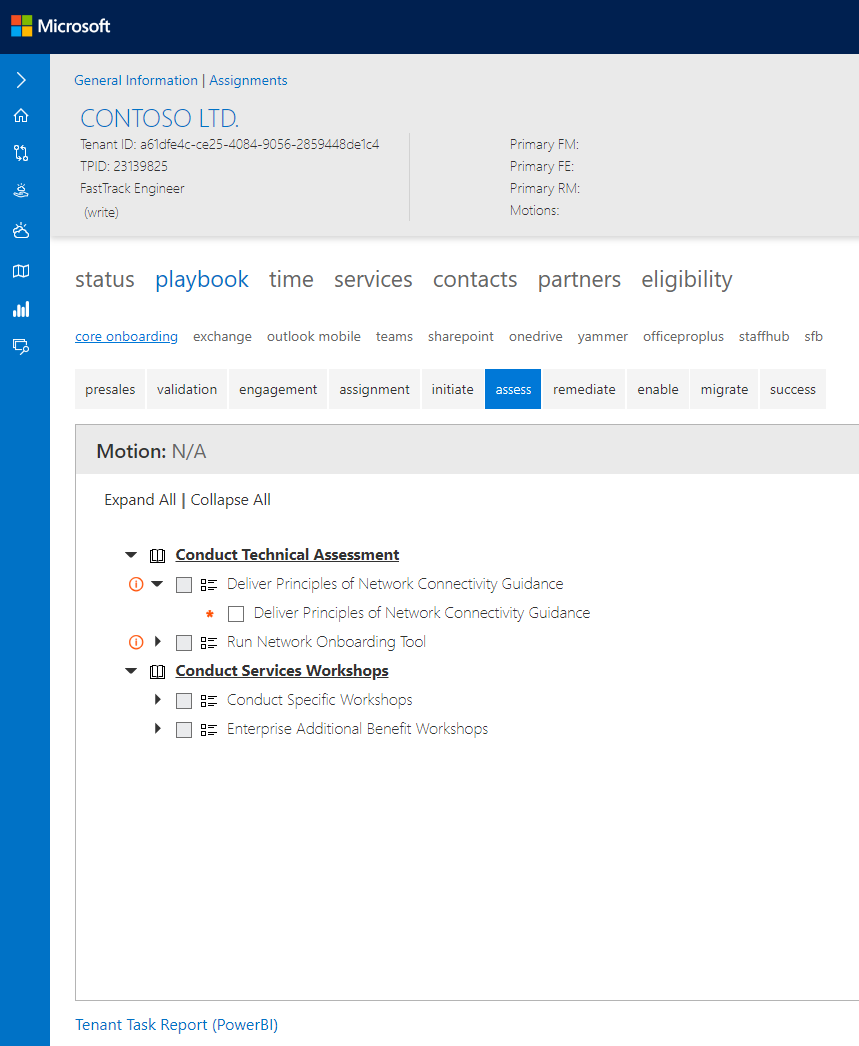 Microsoft
General Information | Assignments
CONTOSO LTD.
Tenant ID: a61dfe4c-ce25-4084-9056-2859448de1c4
TPID: 23139825
FastTrack Engineer
(write)
Primary FM:
Primary FE:
Primary RM:
Motions:
status playbook time services contacts partners eligibility
core onboarding exchange outlook mobile teams sharepoint onedrive yammer officeproplus staffhub sfb
presales validation engagement assignment initiate assess remediate enable migrate success
Motion: N/A
Expand All | Collapse All
Conduct Technical Assessment
Deliver Principles of Network Connectivity Guidance
* Deliver Principles of Network Connectivity Guidance
Run Network Onboarding Tool
Conduct Services Workshops
Conduct Specific Workshops
Enterprise Additional Benefit Workshops
Tenant Task Report (PowerBI)